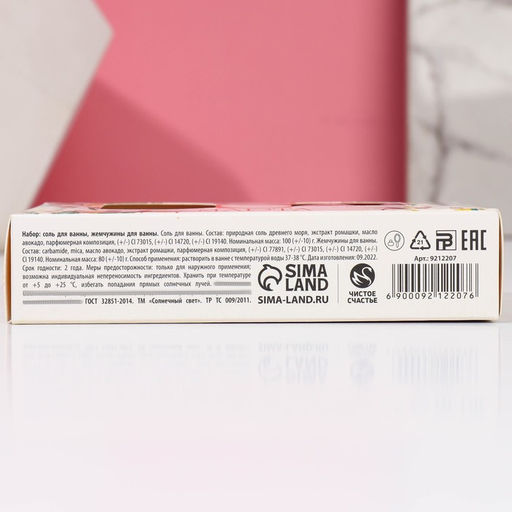 Набор: соль для ванны, жемчужины для ванны. Соль для ванны. Состав: природная соль древнего моря, экстракт ромашки, масло
авокадо, парфюмерная композиция, (+/-) CI 73015, (+/-) CI 14720, (+/-) CI 19140. Номинальная масса: 100 (+/-10) г. Жемчужины для ванны.
Состав: carbamide, mica, масло авокадо, экстракт ромашки, парфюмерная композиция, (+/-) CI 77891, (+/-) CI 73015, (+/-) CI 14720, (+/-)
CI 19140. Номинальная масса: 80 (+/-8) г. Способ применения: растворить в ванне с температурой воды 37-38 °C. Дата изготовления: 09.2022.
Срок годности: 2 года. Меры предосторожности: только для наружного применения;
возможна индивидуальная непереносимость ингредиентов. Хранить при температуре
от +5 до +25 °C, избегать попадания прямых солнечных лучей.
ГОСТ 32851-2014. ТМ «Солнечный свет». ТР ТС 009/2011.
SIMA
LAND
SIMA-LAND.RU
ЧИСТОЕ
СЧАСТЬЕ
21
EAC
Арт.: 9212207
6 900092 122076